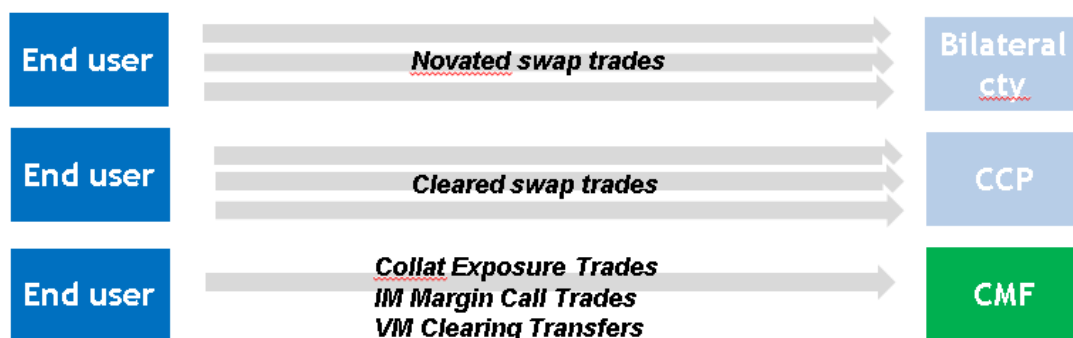 End user
Novated swap trades
Bilateral
cty
End user
Cleared swap trades
CCP
End user
Collat Exposure Trades
IM Margin Call Trades
VM Clearing Transfers
CMF